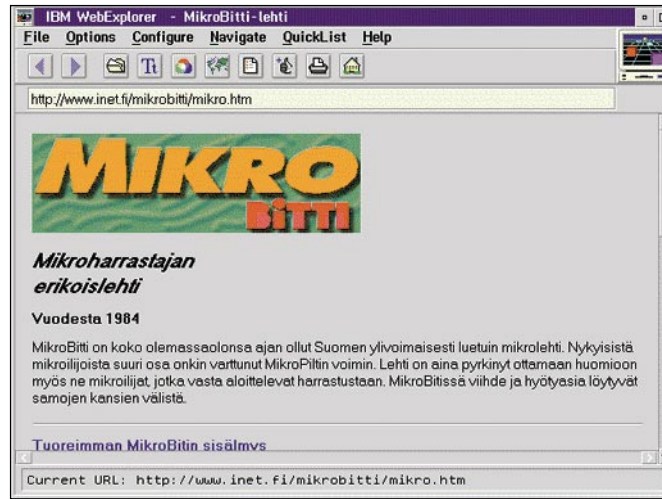 IBM WebExplorer - MikroBitti-lehti
File Options Configure Navigate QuickList Help
http://www.inet.fi/mikrobitti/mikro.htm
MIKRO
BITTI
Mikroharrastajan
erikoislehti
Vuodesta 1984
MikroBitti on koko olemassaolonsa ajan ollut Suomen ylivoimaisesti luetuin mikrolehti. Nykyisistä
mikroilijoista suuri osa onkin varttunut MikroPiltin voimin. Lehti on aina pyrkinyt ottamaan huomioon
myös ne mikroilijat, jotka vasta aloittelevat harrastustaan. MikroBitissä viihde ja hyötyasia löytyvät
samojen kansien välistä.
Tuoreimman MikroBitin sisälmys
Current URL: http://www.inet.fi/mikrobitti/mikro.htm